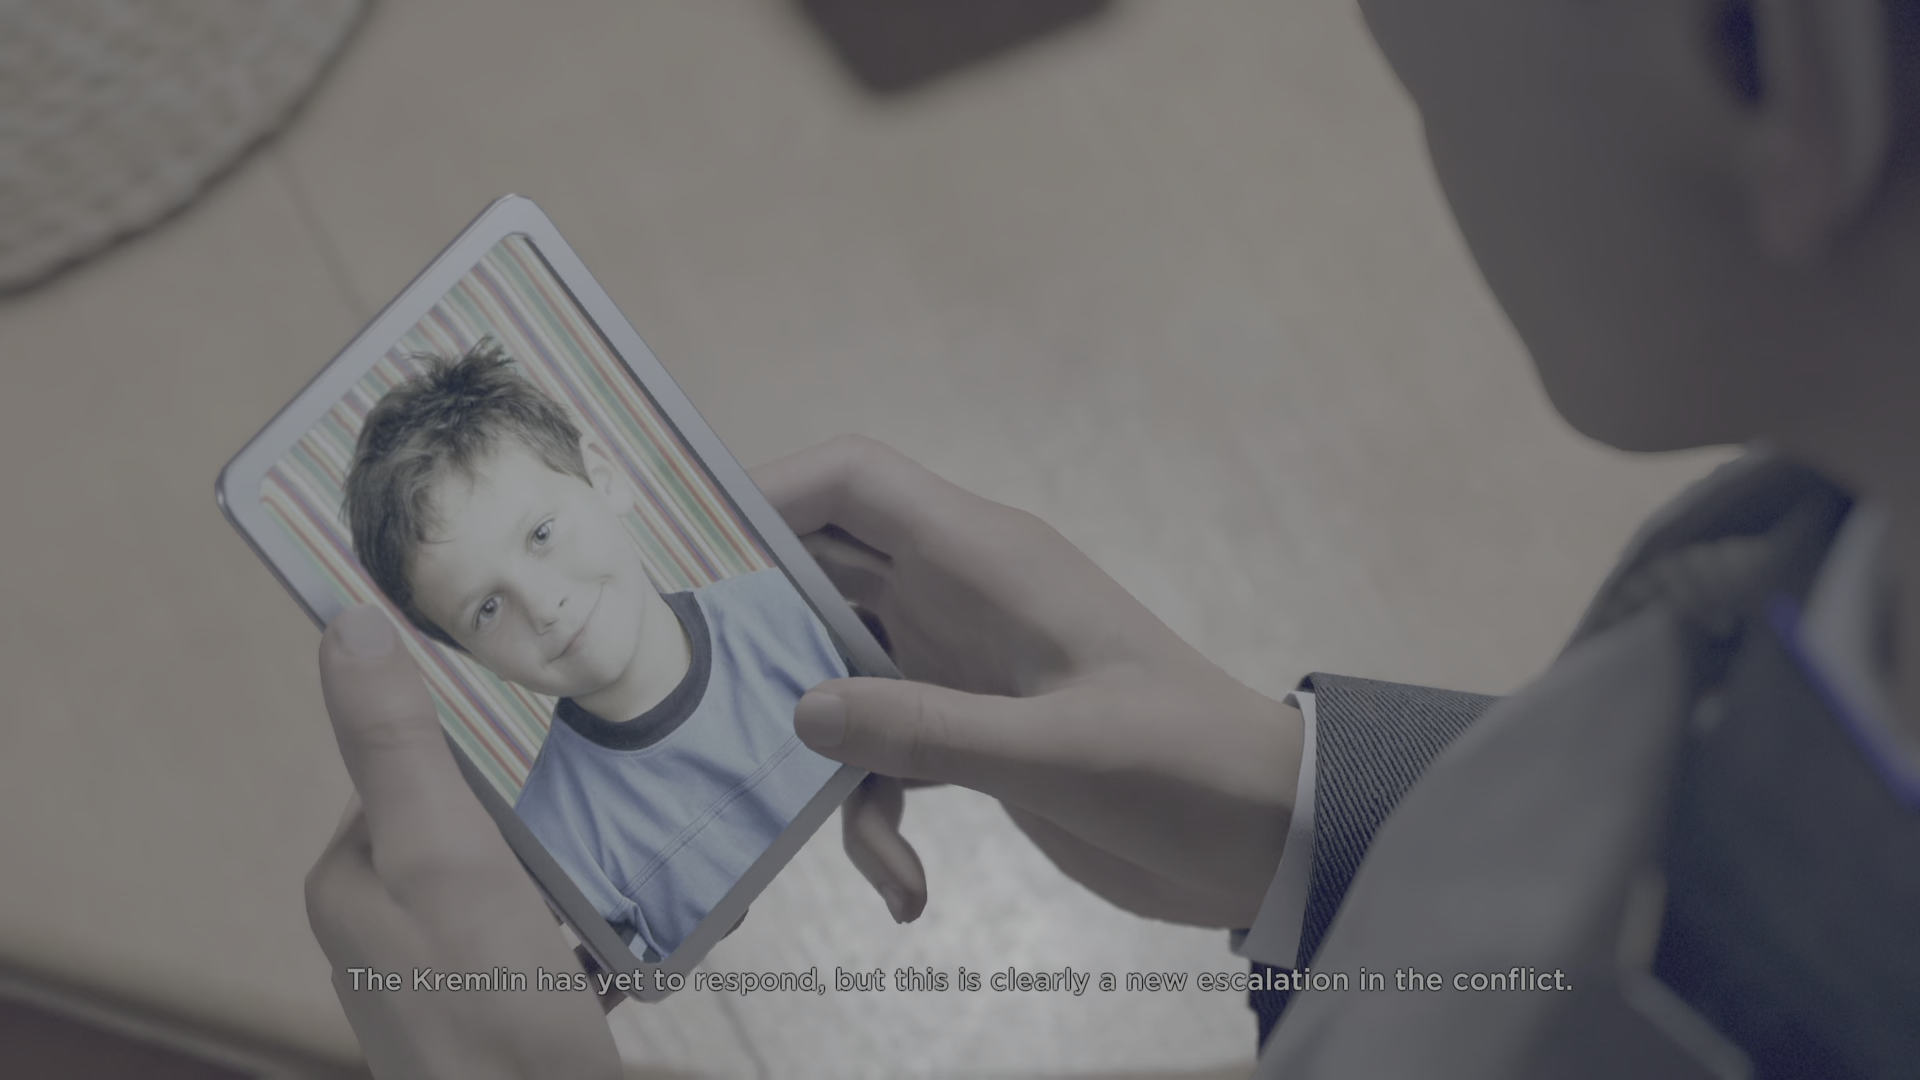 The Kremlin has yet to respond, but this is clearly a new escalation in the conflict.